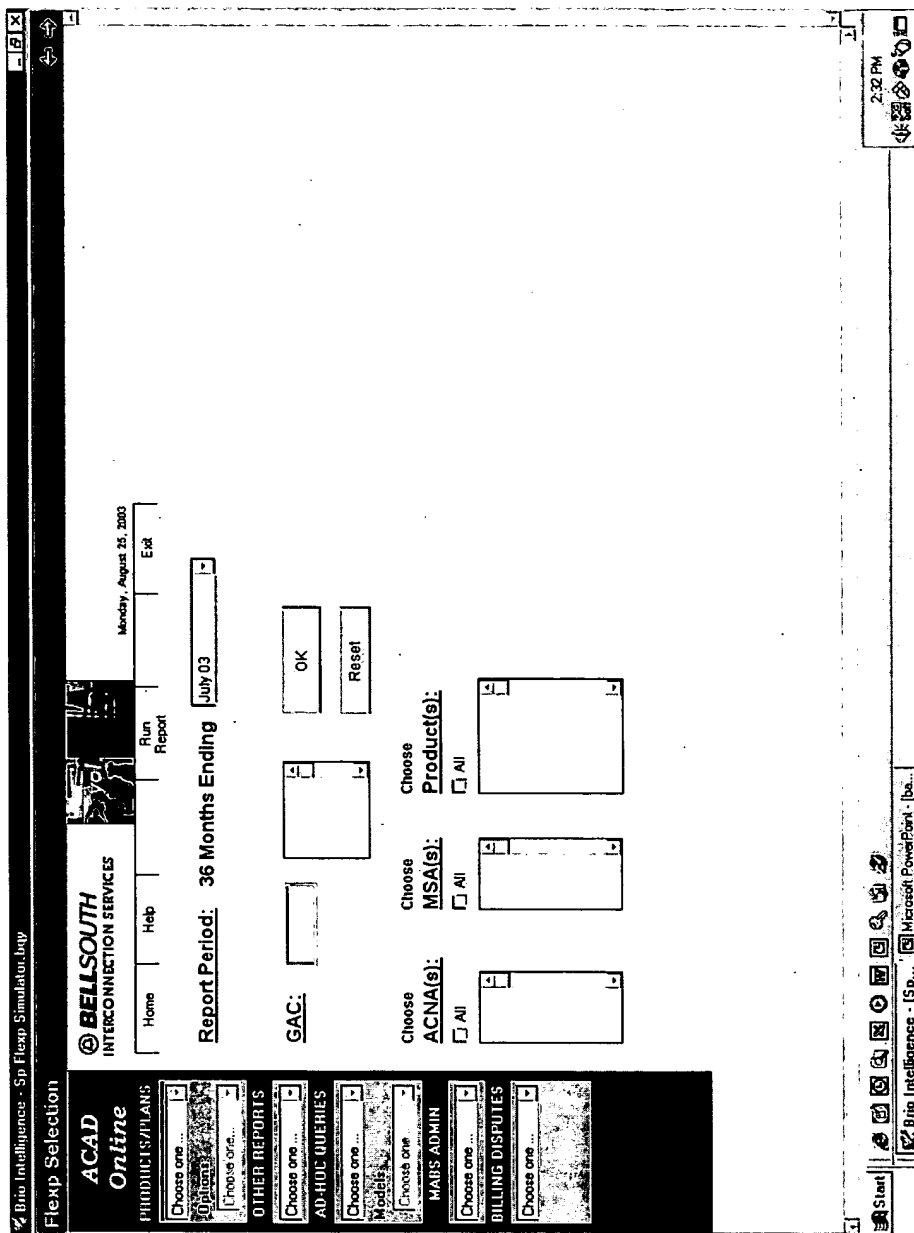 Brio Intelligence - Sp Flexp Simulator.bqy
Flexp Selection
ACAD
Online
PRODUCTS/PLANS
Choose one ...
Options
Choose one ...
OTHER REPORTS
Choose one ...
AD-HOC QUERIES
Choose one ...
Models
Choose one ...
MABS ADMIN
Choose one ...
BILLING DISPUTES
Choose one ...
BELLSOUTH
INTERCONNECTION SERVICES
Monday, August 25, 2003
Home
Help
Run Report
Exit
Report Period: 36 Months Ending July 03
GAC:
OK
Reset
Choose
ACNA(s):
All
Choose
MSA(s):
All
Choose
Product(s):
All
Start
Brio Intelligence - [Sp...
Microsoft PowerPoint - [ba...
2:32 PM